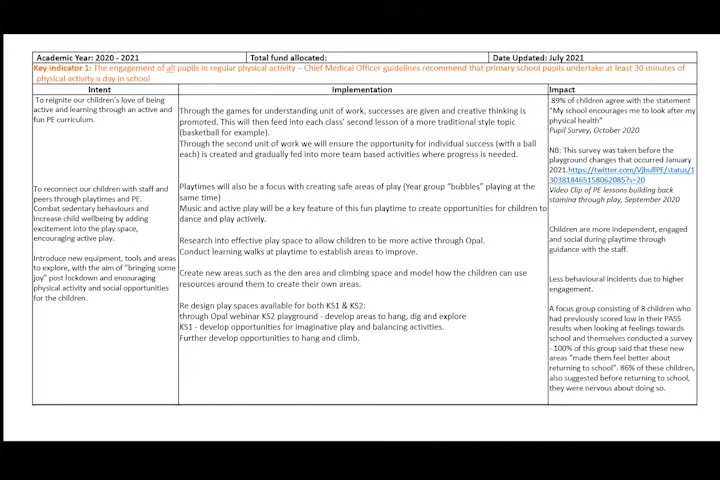 Academic Year: 2020 - 2021
Total fund allocated:
Date Updated: July 2021
Key indicator 1: The engagement of all pupils in regular physical activity – Chief Medical Officer guidelines recommend that primary school pupils undertake at least 30 minutes of
physical activity a day in school
Intent
Implementation
Impact
To reignite our children's love of being
active and learning through an active and
fun PE curriculum.
To reconnect our children with staff and
peers through playtimes and PE.
Combat sedentary behaviours and
increase child wellbeing by adding
excitement into the play space,
encouraging active play.
Introduce new equipment, tools and areas
to explore, with the aim of "bringing some
joy" post lockdown and encouraging
physical activity and social opportunities
for the children.
Through the games for understanding unit of work, successes are given and creative thinking is
promoted. This will then feed into each class' second lesson of a more traditional style topic
(basketball for example).
Through the second unit of work we will ensure the opportunity for individual success (with a ball
each) is created and gradually fed into more team based activities where progress is needed.
Playtimes will also be a focus with creating safe areas of play (Year group "bubbles" playing at the
same time)
Music and active play will be a key feature of this fun playtime to create opportunities for children to
dance and play actively.
Research into effective play space to allow children to be more active through Opal.
Conduct learning walks at playtime to establish areas to improve.
Create new areas such as the den area and climbing space and model how the children can use
resources around them to create their own areas.
Re design play spaces available for both KS1 & KS2:
through Opal webinar KS2 playground - develop areas to hang, dig and explore
KS1 - develop opportunities for imaginative play and balancing activities.
Further develop opportunities to hang and climb.
89% of children agree with the statement
"My school encourages me to look after my
physical health"
Pupil Survey, October 2020
NB: This survey was taken before the
playground changes that occurred January
2021.https://twitter.com/VjbullPE/status/1
303818465158062085?s=20
Video Clip of PE lessons building back
stamina through play, September 2020
Children are more independent, engaged
and social during playtime through
guidance with the staff.
Less behavioural incidents due to higher
engagement.
A focus group consisting of 8 children who
had previously scored low in their PASS
results when looking at feelings towards
school and themselves conducted a survey
- 100% of this group said that these new
areas "made them feel better about
returning to school". 86% of these children,
also suggested before returning to school,
they were nervous about doing so.